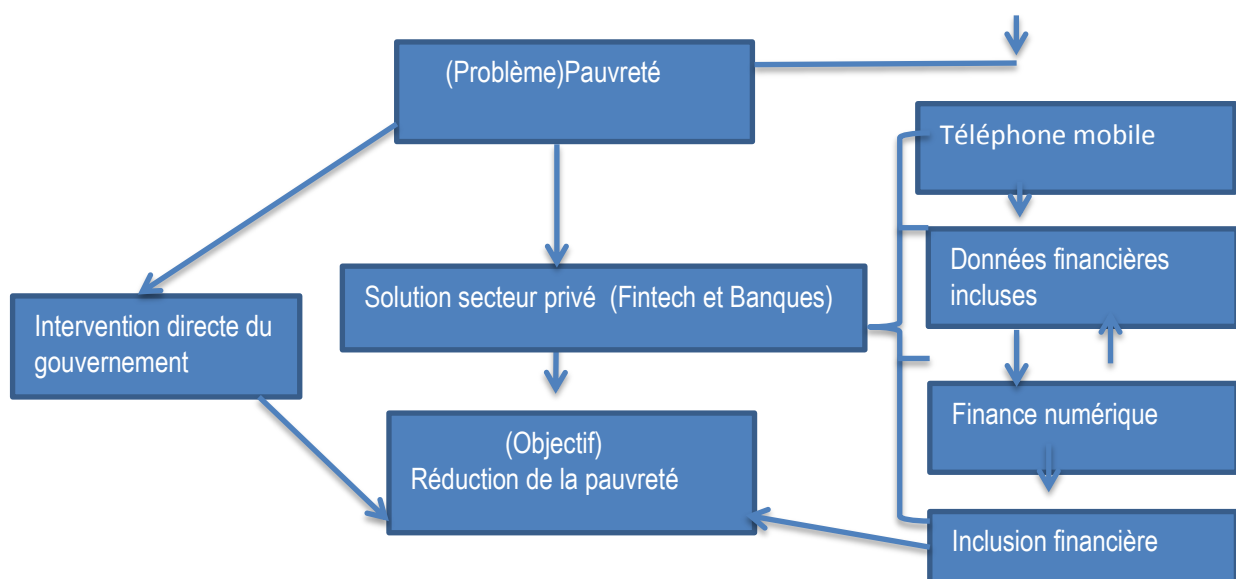 (Problème)Pauvreté
Téléphone mobile
Données financières
incluses
Solution secteur privé (Fintech et Banques)
Intervention directe du
gouvernement
Finance numérique
(Objectif)
Réduction de la pauvreté
Inclusion financière